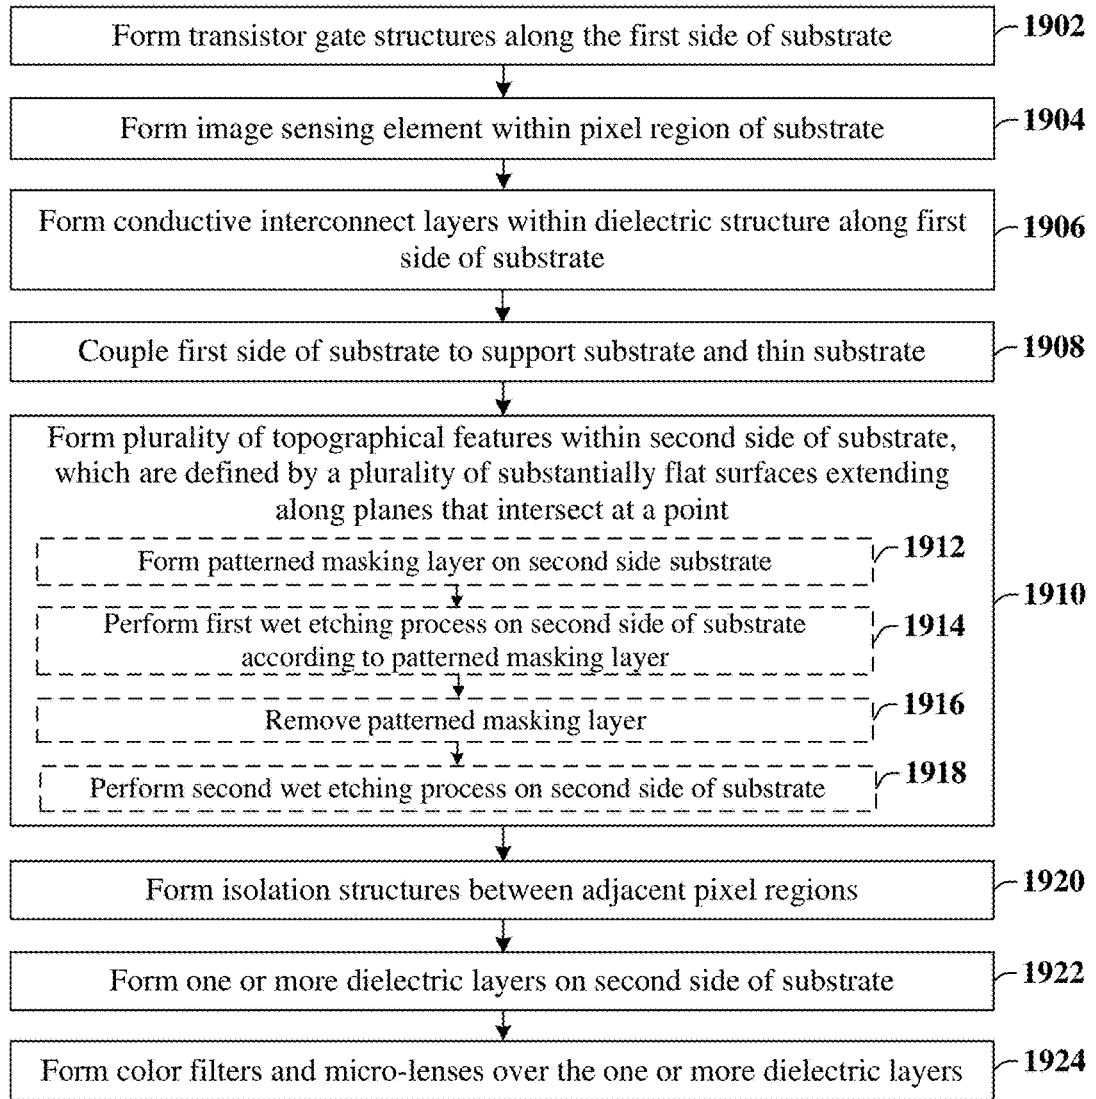 Form transistor gate structures along the first side of substrate 1902
Form image sensing element within pixel region of substrate 1904
Form conductive interconnect layers within dielectric structure along first
side of substrate
1906
Couple first side of substrate to support substrate and thin substrate 1908
Form plurality of topographical features within second side of substrate,
which are defined by a plurality of substantially flat surfaces extending
along planes that intersect at a point
1910
Form patterned masking layer on second side substrate 1912
Perform first wet etching process on second side of substrate
according to patterned masking layer
1914
Remove patterned masking layer 1916
Perform second wet etching process on second side of substrate 1918
Form isolation structures between adjacent pixel regions 1920
Form one or more dielectric layers on second side of substrate 1922
Form color filters and micro-lenses over the one or more dielectric layers 1924